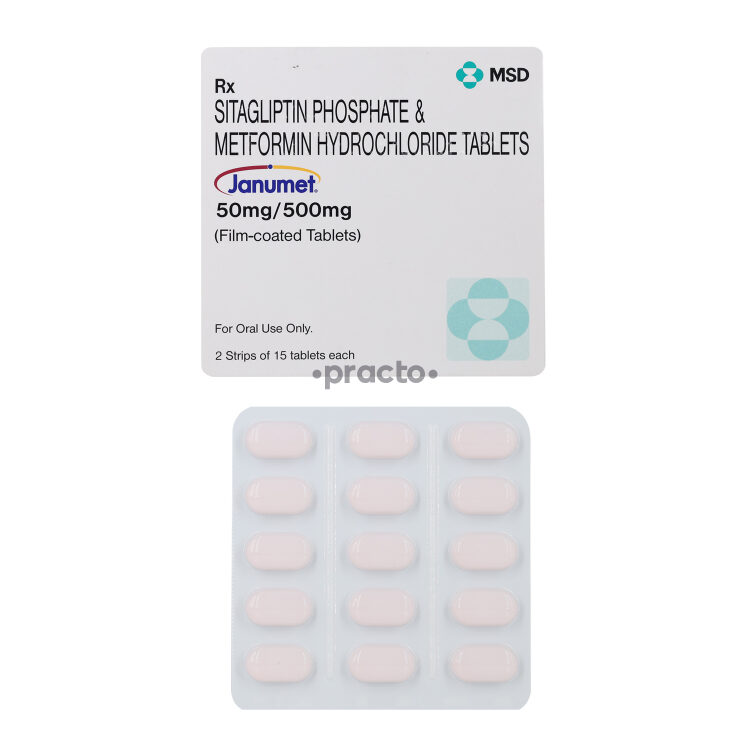 MSD
Rx
SITAGLIPTIN PHOSPHATE &
METFORMIN HYDROCHLORIDE TABLETS
Janumet®
50mg/500mg
(Film-coated Tablets)
For Oral Use Only.
2 Strips of 15 tablets each
•practo•